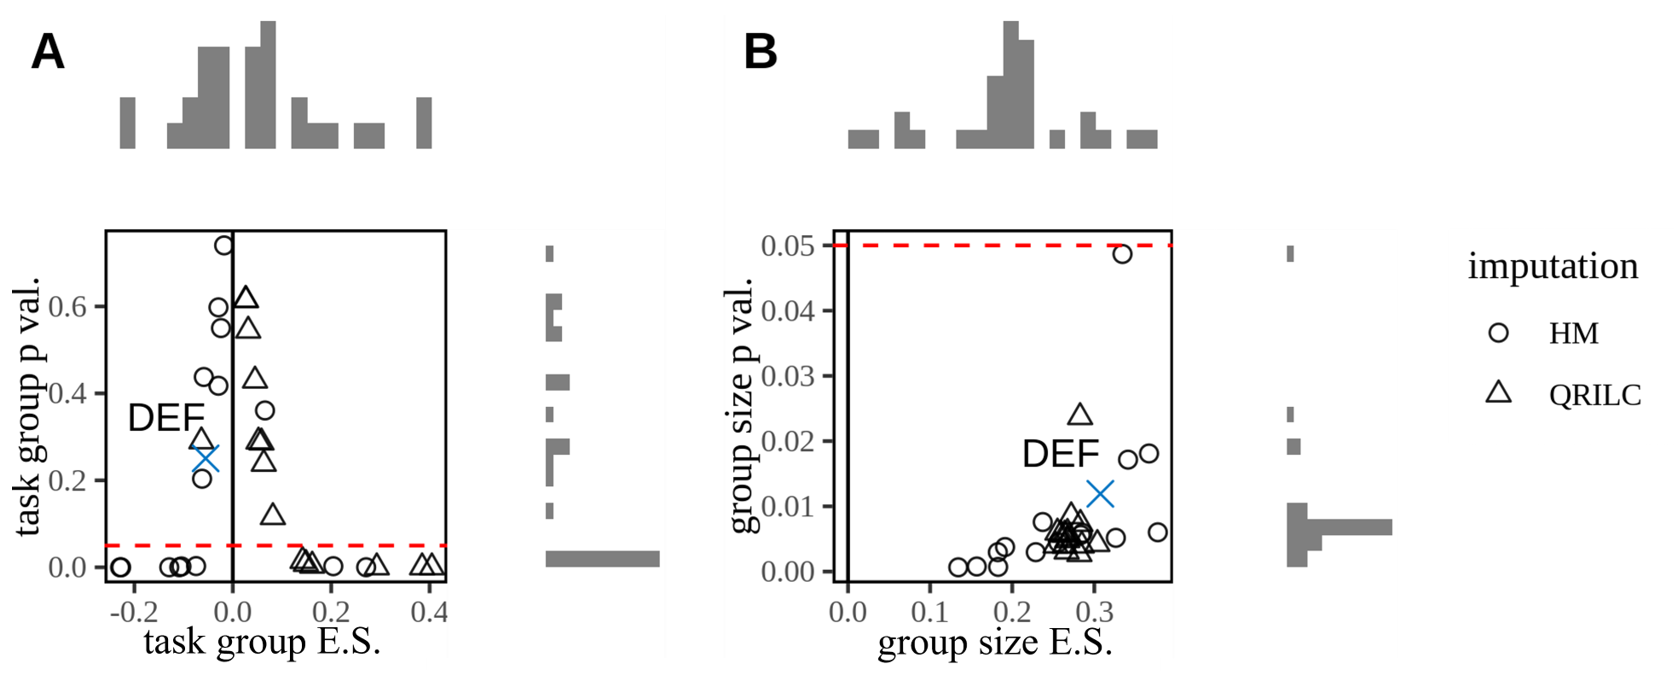 A
task group p val.
0.6
0.4
0.2
0.0
DEF
-0.2
0.0
0.2
0.4
task group E.S.
B
group size p val.
0.05
0.04
0.03
0.02
0.01
0.00
DEF
0.0
0.1
0.2
0.3
group size E.S.
imputation
HM
QRILC